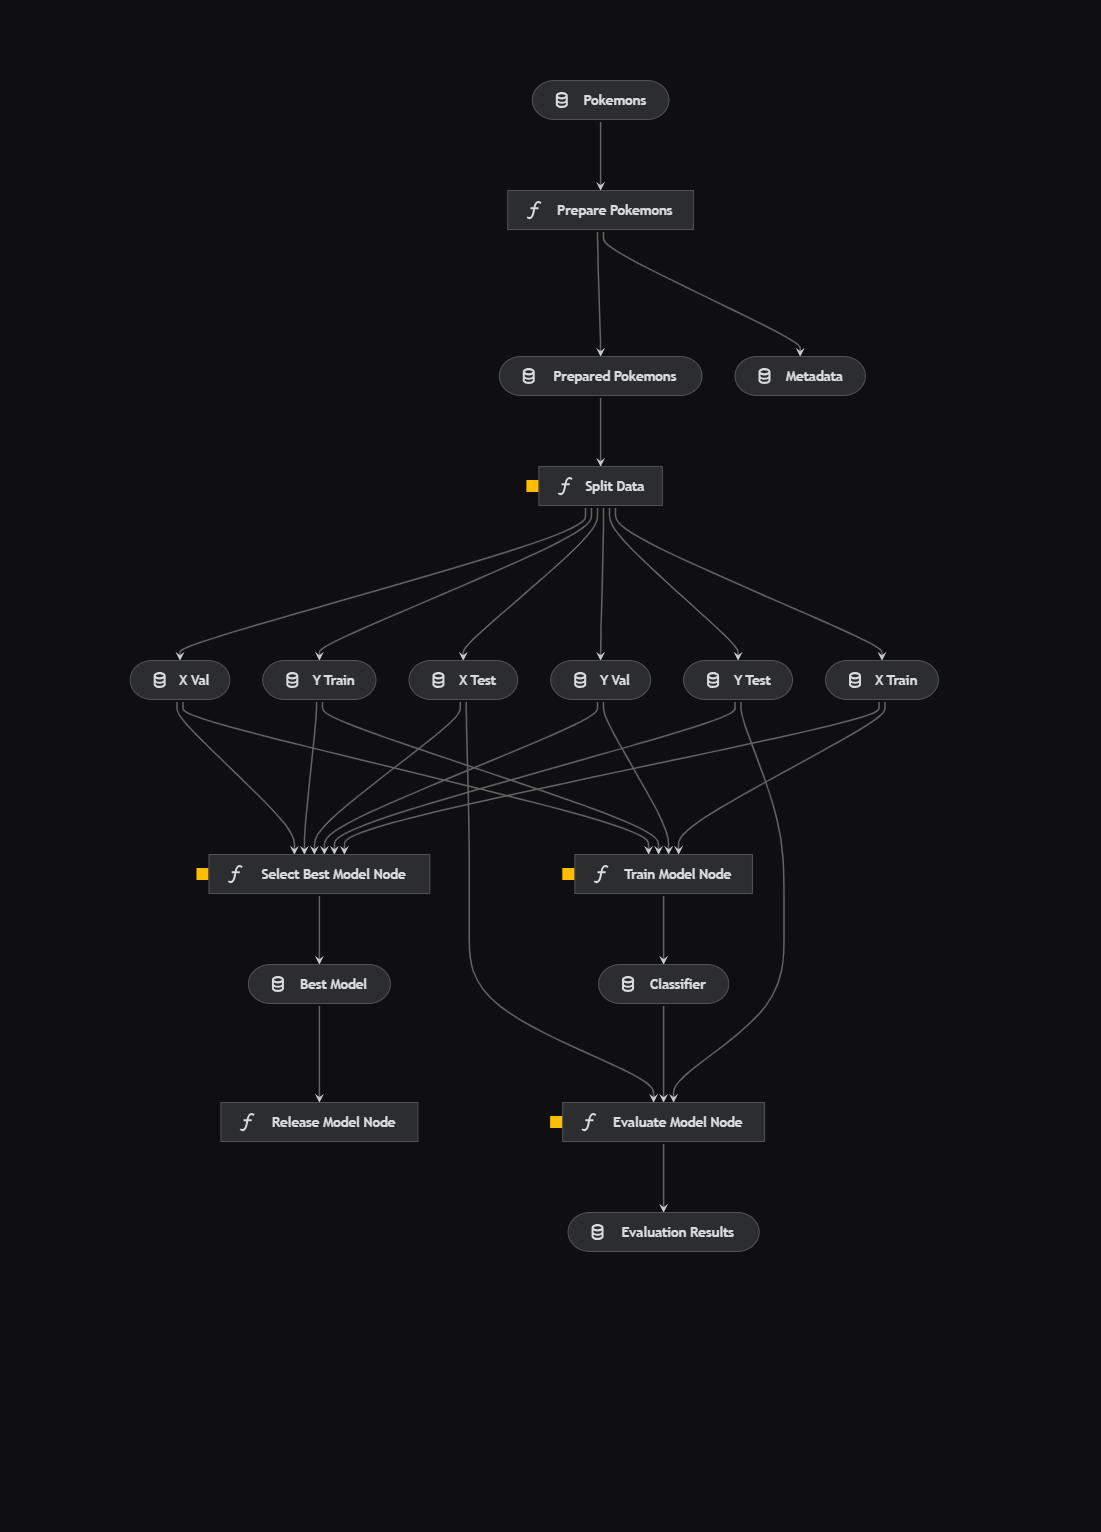 Pokemons
Prepare Pokemons
Prepared Pokemons
Metadata
Split Data
X Val
Y Train
X Test
Y Val
Y Test
X Train
Select Best Model Node
Train Model Node
Best Model
Classifier
Release Model Node
Evaluate Model Node
Evaluation Results